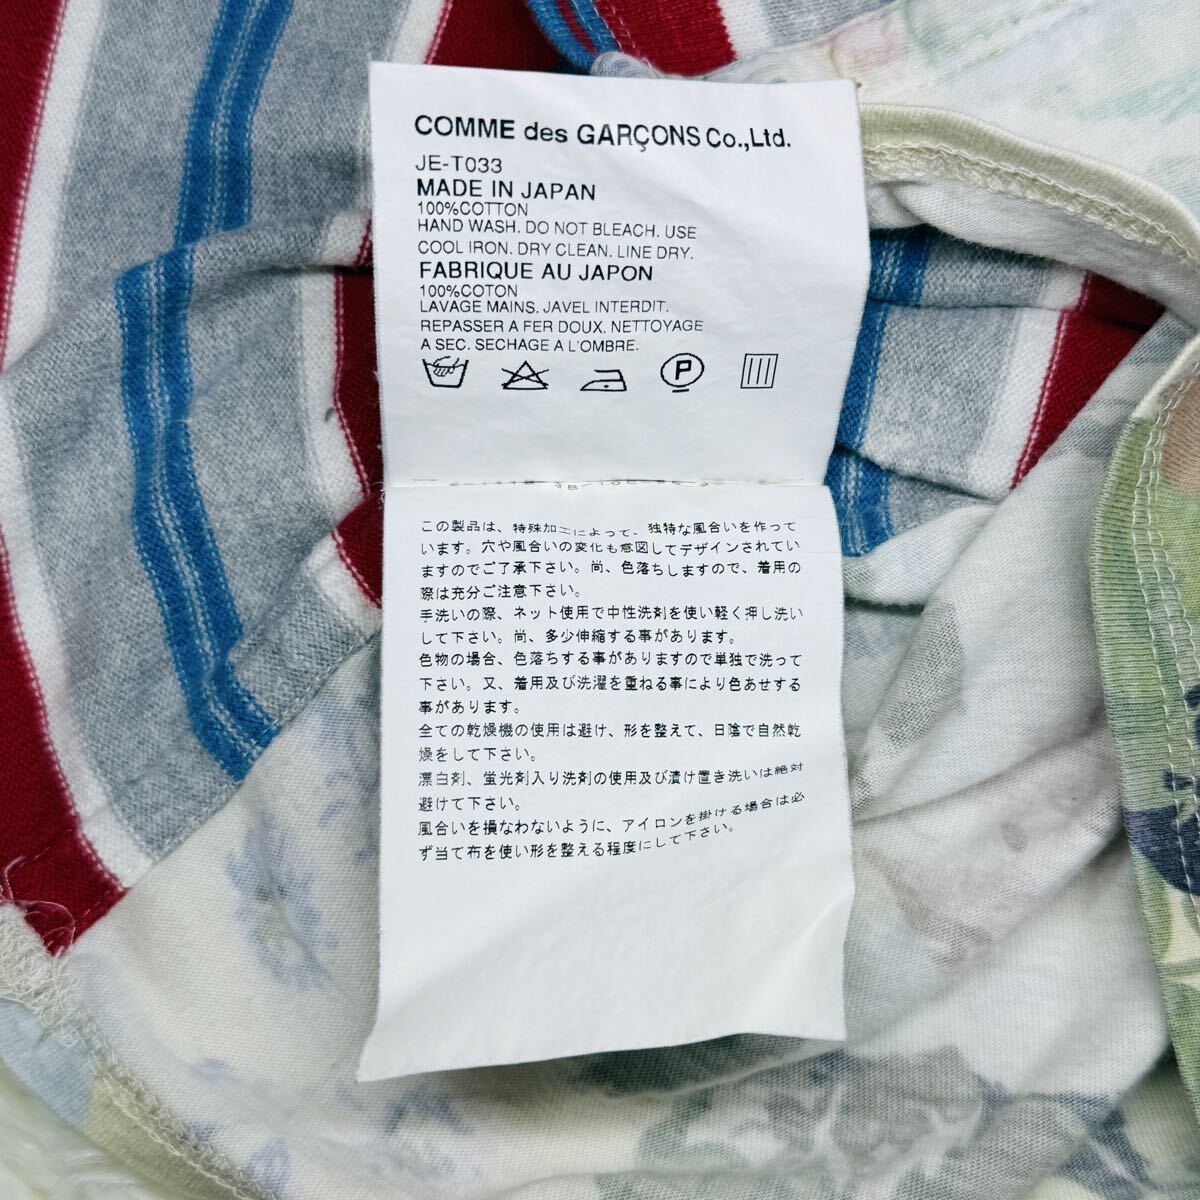 COMME des GARÇONS Co.,Ltd.
JE-T033
MADE IN JAPAN
100%COTTON
HAND WASH. DO NOT BLEACH. USE
COOL IRON. DRY CLEAN. LINE DRY.
FABRIQUE AU JAPON
100%COTON
LAVAGE MAINS. JAVEL INTERDIT.
REPASSER A FER DOUX. NETTOYAGE
A SEC. SECHAGE A L'OMBRE.
P
この製品は、特殊加工によって、独特な風合いを作って
います。穴や風合いの変化も意図してデザインされてい
ますのでご了承下さい。尚、色落ちしますので、着用の
際は充分ご注意下さい。
手洗いの際、ネット使用で中性洗剤を使い軽く押し洗い
して下さい。尚、多少伸縮する事があります。
色物の場合、色落ちする事がありますので単独で洗って
下さい。又、着用及び洗濯を重ねる事により色あせする
事があります。
全ての乾燥機の使用は避け、形を整えて、日陰で自然乾
燥をして下さい。
漂白剤、蛍光剤入り洗剤の使用及び漬け置き洗いは絶対
避けて下さい。
風合いを損なわないように、アイロンを掛ける場合は必
ず当て布を使い形を整える程度にして下さい。